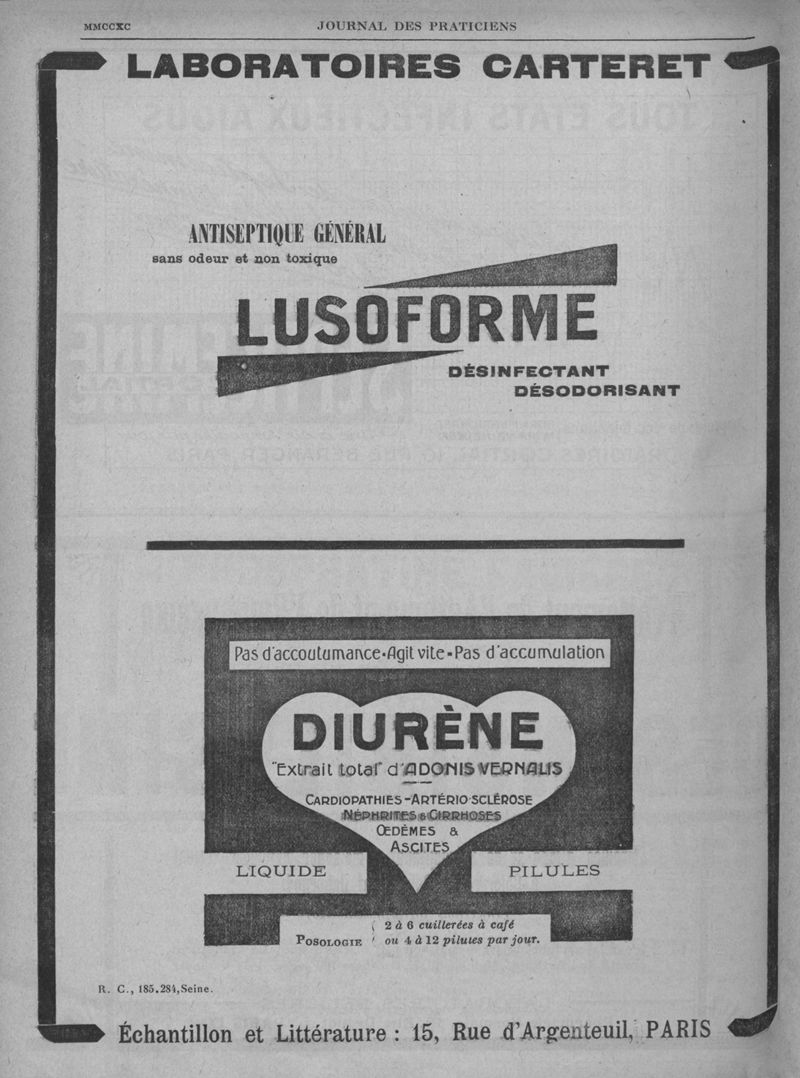 MMCCXC
JOURNAL DES PRATICIENS
LABORATOIRES CARTERET
ANTISEPTIQUE GÉNÉRAL
sans odeur et non toxique
LUSOFORME
DÉSINFECTANT
DÉSODORISANT
Pas d'accoutumance•Agit vite•Pas d'accumulation
DIURÈNE
"Extrait total" d'ADONIS VERNALIS
CARDIOPATHIES-ARTÉRIO-SCLÉROSE
NÉPHRITES & CIRRHOSES
ŒDÈMES &
ASCITES
LIQUIDE
PILULES
POSOLOGIE
2 à 6 cuillerées à café
ou 4 à 12 pilules par jour.
R. C., 185.284, Seine.
Échantillon et Littérature : 15, Rue d'Argenteuil, PARIS